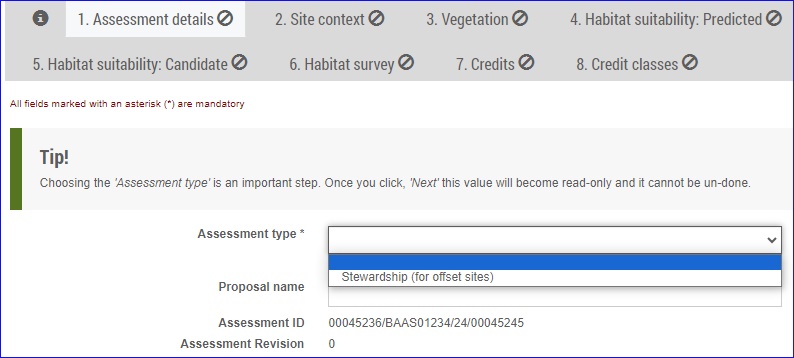 1. Assessment details
2. Site context
3. Vegetation
4. Habitat suitability: Predicted
5. Habitat suitability: Candidate
6. Habitat survey
7. Credits
8. Credit classes
All fields marked with an asterisk (*) are mandatory
Tip!
Choosing the 'Assessment type' is an important step. Once you click, 'Next' this value will become read-only and it cannot be un-done.
Assessment type *
Stewardship (for offset sites)
Proposal name
Assessment ID 00045236/BAAS01234/24/00045245
Assessment Revision 0